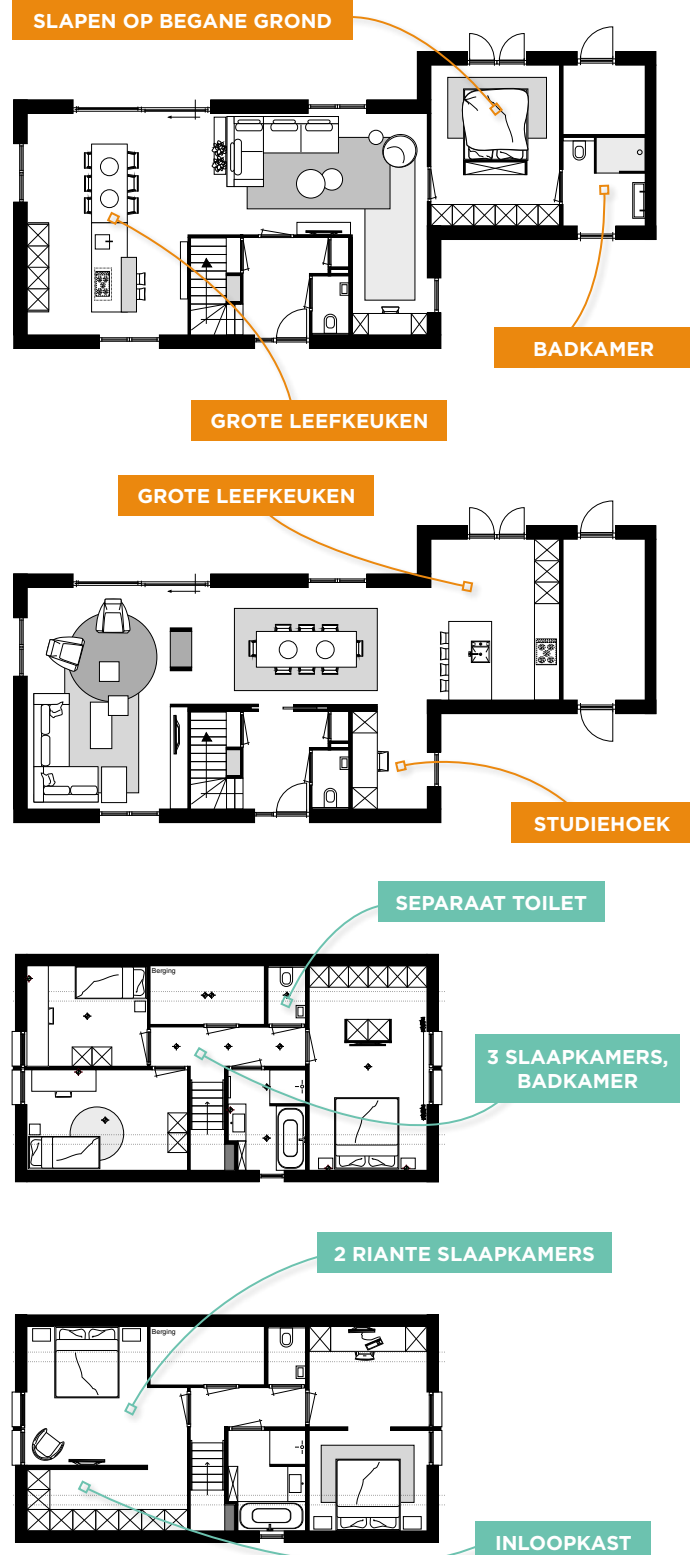 SLAPEN OP BEGANE GROND
BADKAMER
GROTE LEEFKEUKEN
GROTE LEEFKEUKEN
STUDIEHOEK
SEPARAAT TOILET
Berging
3 SLAAPKAMERS,
BADKAMER
2 RIANTE SLAAPKAMERS
Berging
INLOOPKAST